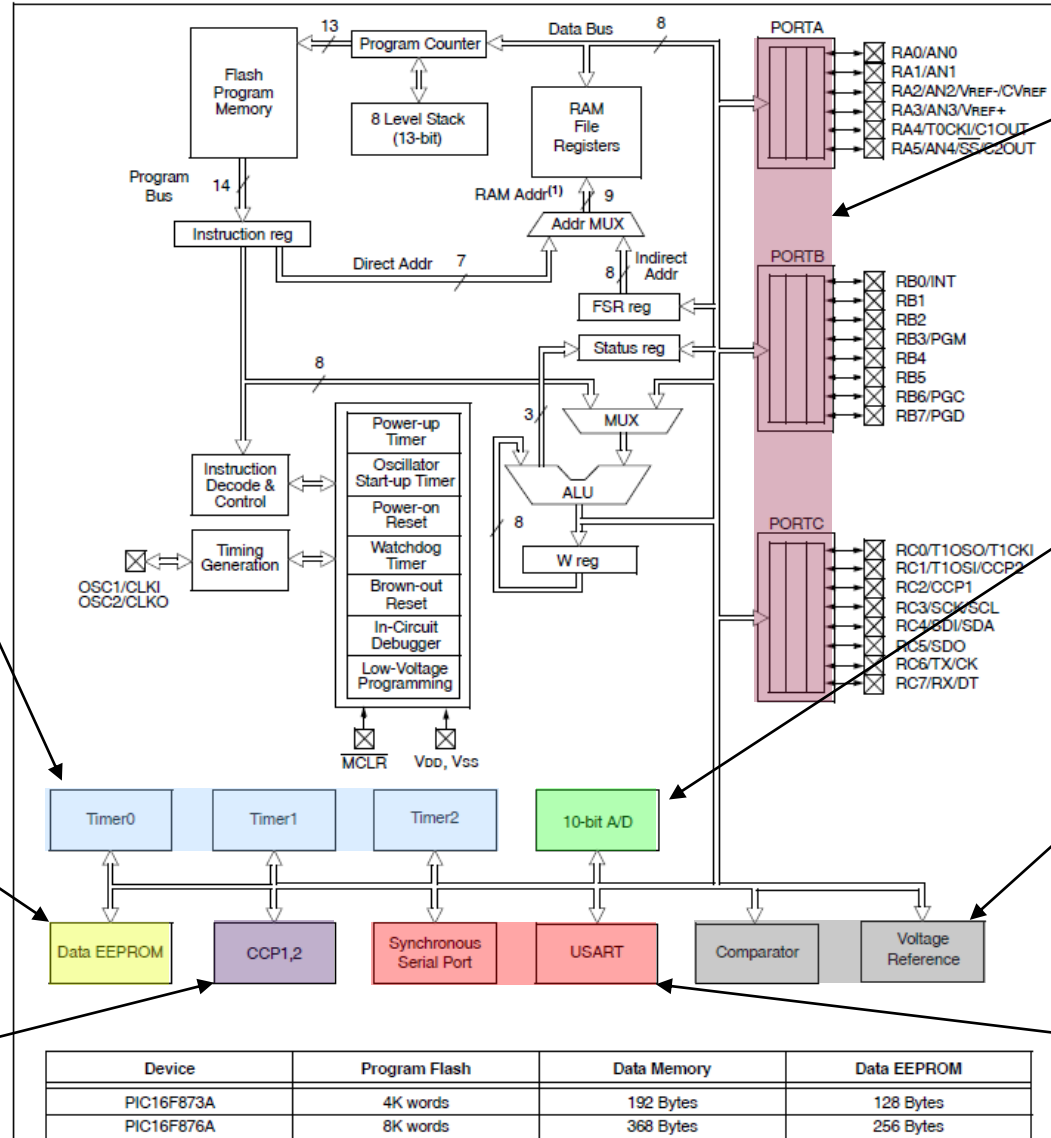 13
Program Counter
Data Bus
8
PORTA
Flash
Program
Memory
8 Level Stack
(13-bit)
RAM
File
Registers
RA0/AN0
RA1/AN1
RA2/AN2/VREF-/CVREF
RA3/AN3/VREF+
RA4/T0CKI/C1OUT
RA5/AN4/SS/C2OUT
Program
Bus
14
RAM Addr(1)
9
Addr MUX
Instruction reg
Direct Addr
7
8
Indirect
Addr
FSR reg
Status reg
PORTB
RB0/INT
RB1
RB2
RB3/PGM
RB4
RB5
RB6/PGC
RB7/PGD
8
3
MUX
ALU
8
W reg
Instruction
Decode &
Control
Timing
Generation
OSC1/CLKI
OSC2/CLKO
Power-up
Timer
Oscillator
Start-up Timer
Power-on
Reset
Watchdog
Timer
Brown-out
Reset
In-Circuit
Debugger
Low-Voltage
Programming
MCLR
VDD, VSS
PORTC
RC0/T1OSO/T1CKI
RC1/T1OSI/CCP2
RC2/CCP1
RC3/SCK/SCL
RC4/SDI/SDA
RC5/SDO
RC6/TX/CK
RC7/RX/DT
Timer0
Timer1
Timer2
10-bit A/D
Data EEPROM
CCP1,2
Synchronous
Serial Port
USART
Comparator
Voltage
Reference
Device Program Flash Data Memory Data EEPROM
PIC16F873A 4K words 192 Bytes 128 Bytes
PIC16F876A 8K words 368 Bytes 256 Bytes